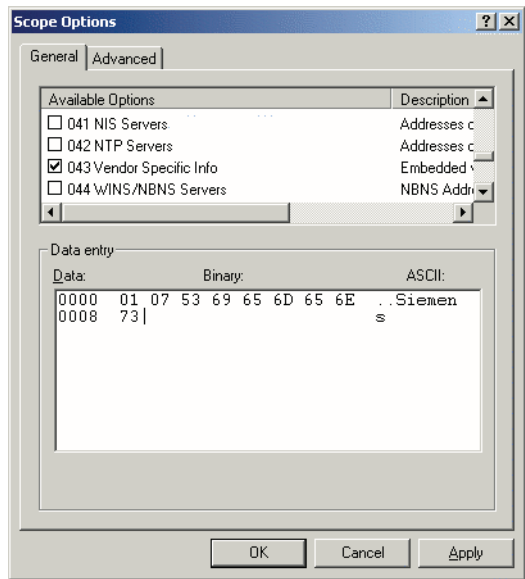 Scope Options
General Advanced
Available Options Description
041 NIS Servers Addresses c
042 NTP Servers Addresses c
043 Vendor Specific Info Embedded v
044 WINS/NBNS Servers NBNS Addr
Data entry
Data: Binary: ASCII:
0000 01 07 53 69 65 6D 65 6E ..Siemen
0008 73 s
OK Cancel Apply